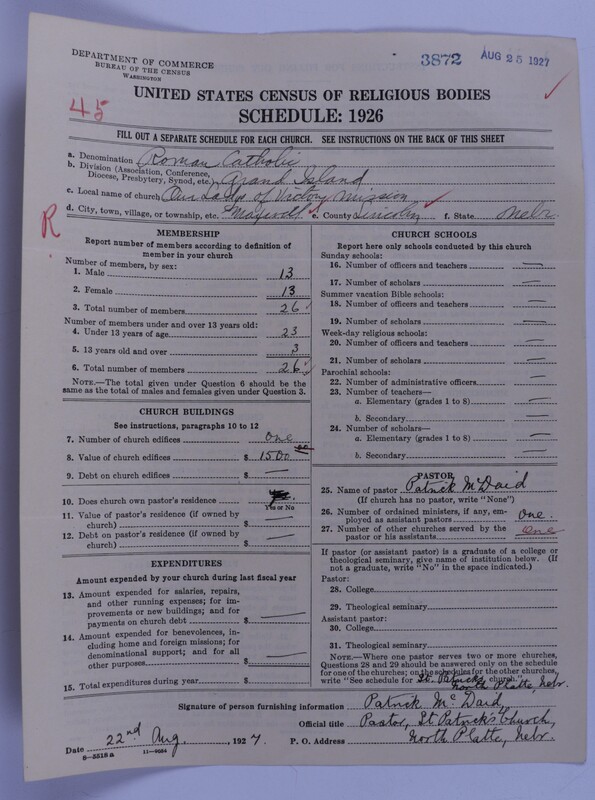 DEPARTMENT OF COMMERCE
BUREAU OF THE CENSUS
WASHINGTON
3872
AUG 25 1927
45
UNITED STATES CENSUS OF RELIGIOUS BODIES
SCHEDULE: 1926
FILL OUT A SEPARATE SCHEDULE FOR EACH CHURCH. SEE INSTRUCTIONS ON THE BACK OF THIS SHEET
a. Denomination Roman Catholic
b. Division (Association, Conference,
Diocese, Presbytery, Synod, etc.) Grand Island
c. Local name of church Our Lady of Victory Mission
d. City, town, village, or township, etc. Maxwell e. County Lincoln f. State Nebr.
R
MEMBERSHIP
Report number of members according to definition of
member in your church
Number of members, by sex:
1. Male 13
2. Female 13
3. Total number of members 26
Number of members under and over 13 years old:
4. Under 13 years of age 23
5. 13 years old and over 3
6. Total number of members 26
NOTE.—The total given under Question 6 should be
the same as the total of males and females given under Question 3.
CHURCH BUILDINGS
See instructions, paragraphs 10 to 12
7. Number of church edifices one
8. Value of church edifices $ 1500 00
9. Debt on church edifices $ —
10. Does church own pastor's residence
Yes or No
11. Value of pastor's residence (if owned by
church) $ —
12. Debt on pastor's residence (if owned by
church) $ —
EXPENDITURES
Amount expended by your church during last fiscal year
13. Amount expended for salaries, repairs,
and other running expenses; for im-
provements or new buildings; and for
payments on church debt $ —
14. Amount expended for benevolences, in-
cluding home and foreign missions; for
denominational support; and for all
other purposes $ —
15. Total expenditures during year $
CHURCH SCHOOLS
Report here only schools conducted by this church
Sunday schools:
16. Number of officers and teachers —
17. Number of scholars —
Summer vacation Bible schools:
18. Number of officers and teachers —
19. Number of scholars —
Week-day religious schools:
20. Number of officers and teachers —
21. Number of scholars —
Parochial schools:
22. Number of administrative officers —
23. Number of teachers—
a. Elementary (grades 1 to 8) —
b. Secondary —
24. Number of scholars—
a. Elementary (grades 1 to 8) —
b. Secondary —
PASTOR
25. Name of pastor Patrick McDaid
(If church has no pastor, write "None")
26. Number of ordained ministers, if any, em-
ployed as assistant pastors one.
27. Number of other churches served by the
pastor or his assistants One
If pastor (or assistant pastor) is a graduate of a college or
theological seminary, give name of institution below. (If
not a graduate, write "No" in the space indicated.)
Pastor:
28. College
29. Theological seminary
Assistant pastor:
30. College
31. Theological seminary
NOTE.—Where one pastor serves two or more churches,
Questions 28 and 29 should be answered only on the schedule
for one of the churches; on the schedules for the other churches,
write "See schedule for St. Patrick's church."
North Platte, Nebr.
Signature of person furnishing information Patrick McDaid,
Official title Pastor, St Patrick's Church,
Date 22nd Aug., 1927. P. O. Address North Platte, Nebr.
8—5518 a 11—9084